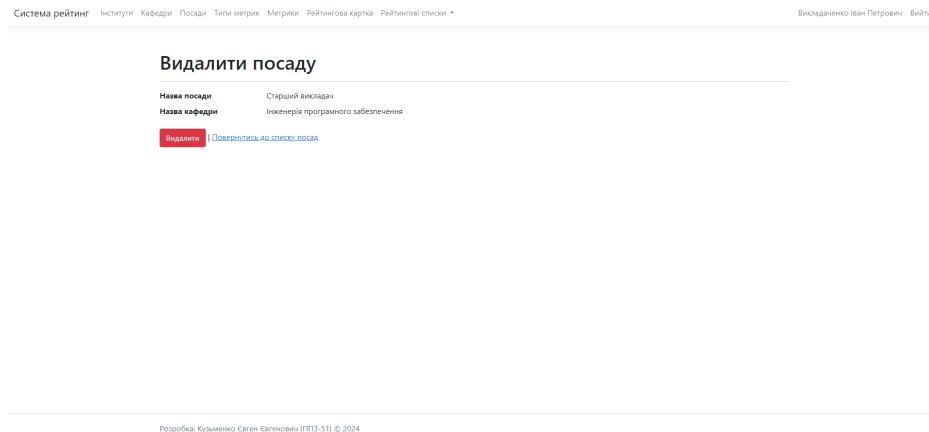 Система рейтинг Інститути Кафедри Посади Типи метрик Метрики Рейтингова картка Рейтингові списки Викладаченко Іван Петрович Вийти
Видалити посаду
Назва посади Старший викладач
Назва кафедри Інженерія програмного забезпечення
Видалити | Повернутись до списку посад
Розробка: Кузьменко Євген Євгенович (ПП3-51) © 2024